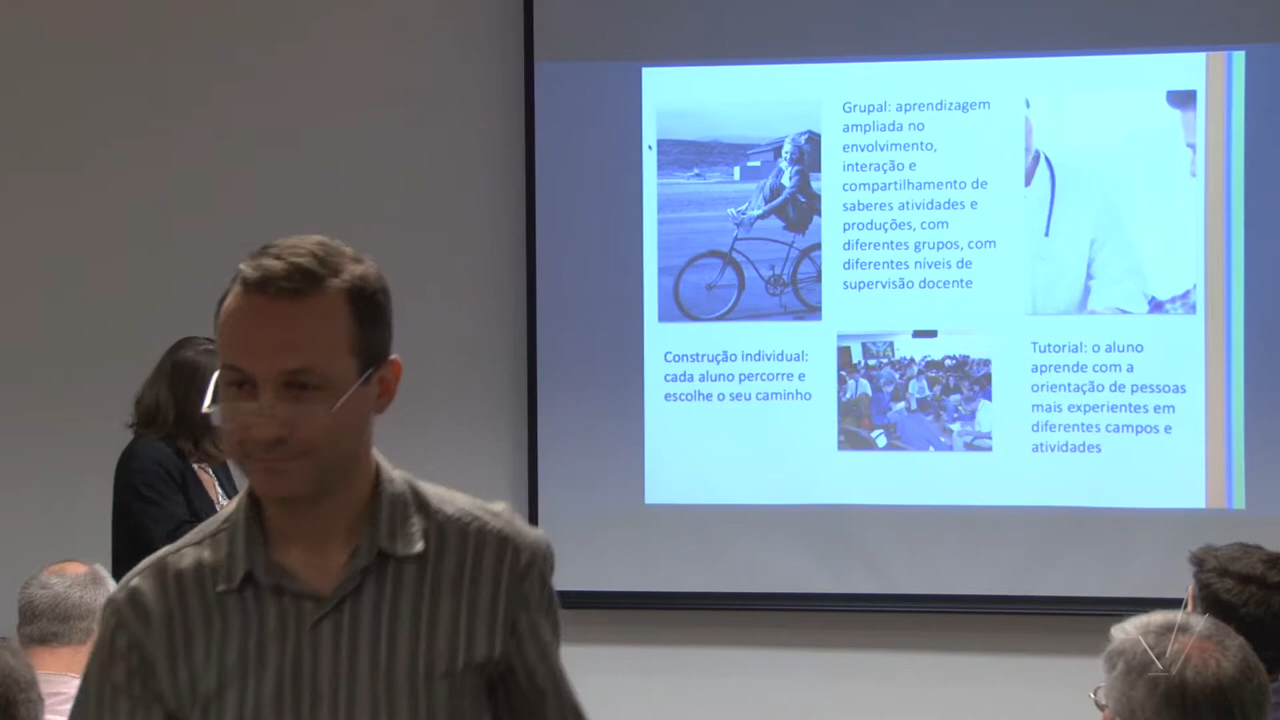 Grupal: aprendizagem
ampliada no
envolvimento,
interação e
compartilhamento de
saberes atividades e
produções, com
diferentes grupos, com
diferentes níveis de
supervisão docente
Construção individual:
cada aluno percorre e
escolhe o seu caminho
Tutorial: o aluno
aprende com a
orientação de pessoas
mais experientes em
diferentes campos e
atividades